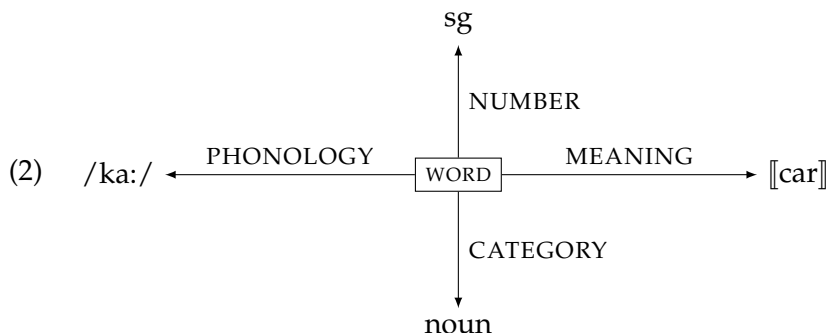 sg
NUMBER
(2) /ka:/ PHONOLOGY WORD MEANING ⟦car⟧
CATEGORY
noun